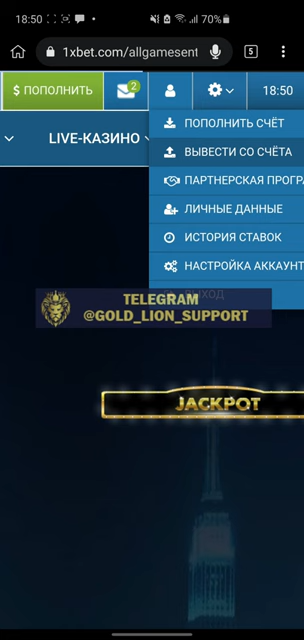 18:50
70%
1xbet.com/allgamesent
5
$ ПОПОЛНИТЬ
2
18:50
LIVE-КАЗИНО
ПОПОЛНИТЬ СЧЁТ
ВЫВЕСТИ СО СЧЁТА
ПАРТНЕРСКАЯ ПРОГРА
ЛИЧНЫЕ ДАННЫЕ
ИСТОРИЯ СТАВОК
НАСТРОЙКА АККАУНТ
ВЫХОД
TELEGRAM
@GOLD_LION_SUPPORT
JACKPOT